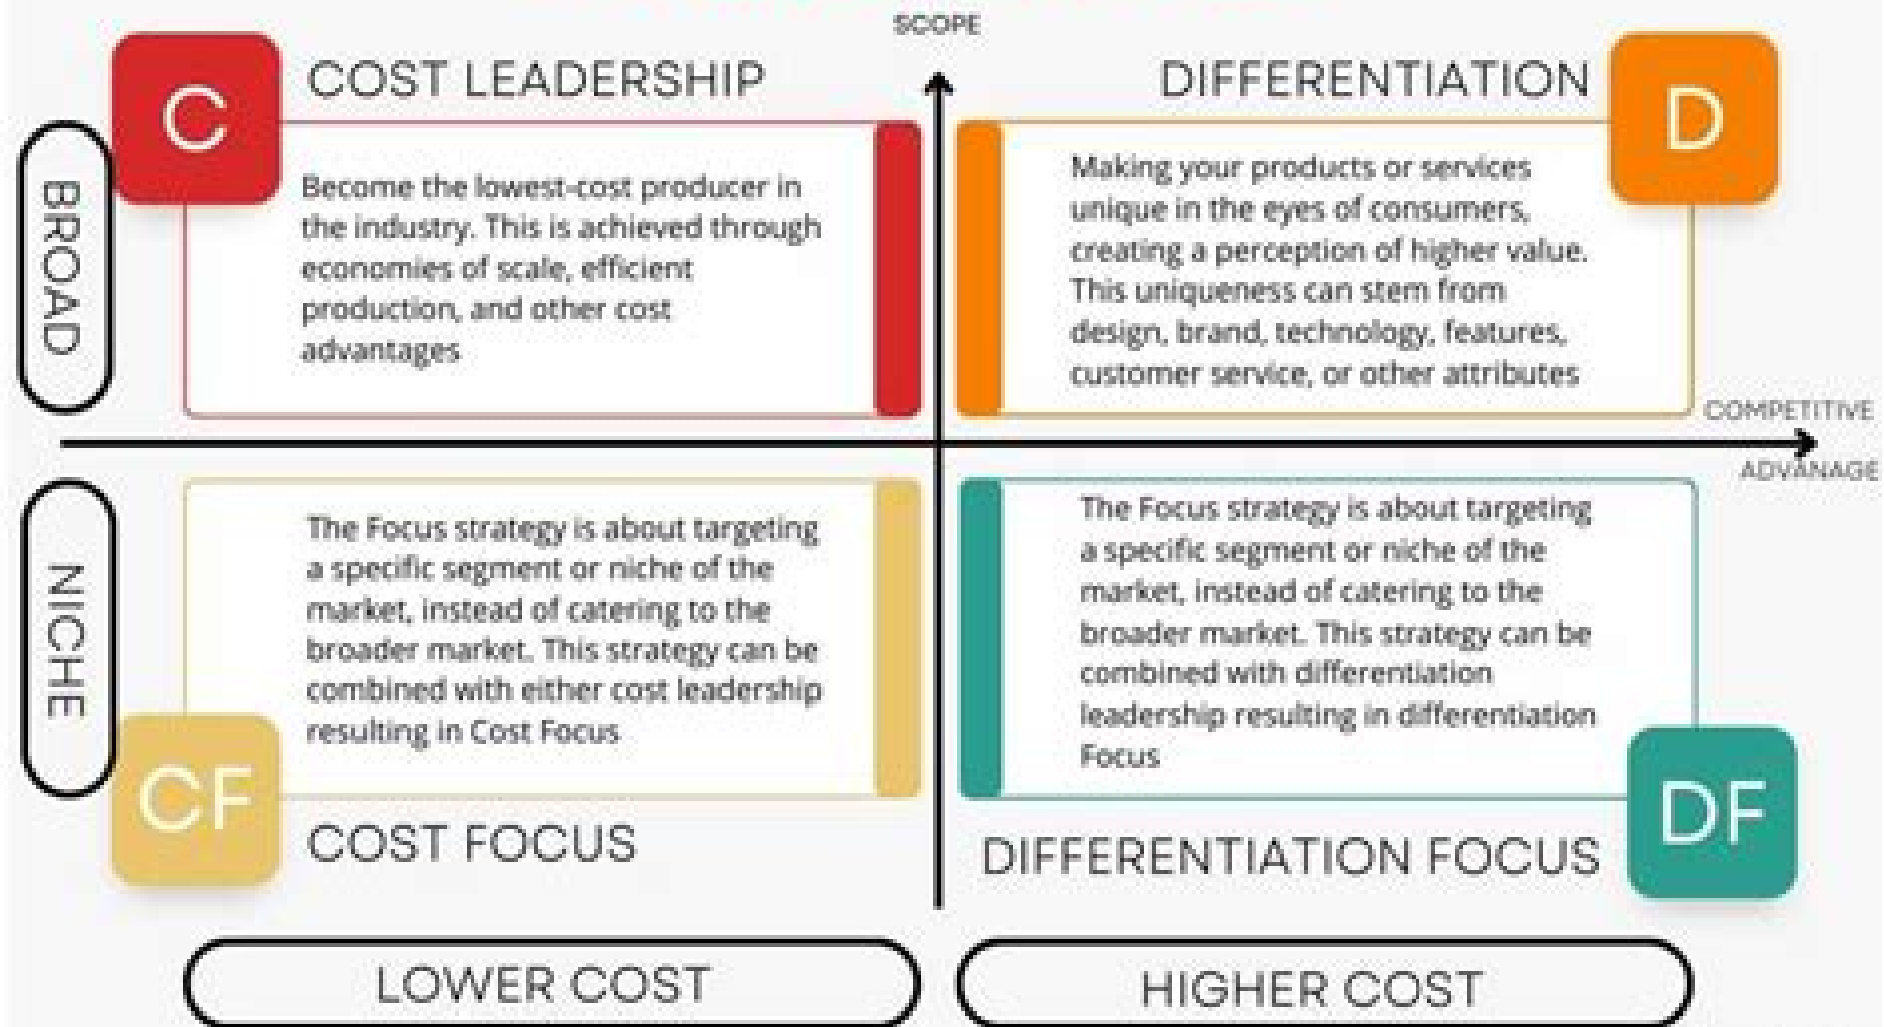 SCOPE
C
COST LEADERSHIP
BROAD
Become the lowest-cost producer in
the industry. This is achieved through
economies of scale, efficient
production, and other cost
advantages
DIFFERENTIATION
D
Making your products or services
unique in the eyes of consumers,
creating a perception of higher value.
This uniqueness can stem from
design, brand, technology, features,
customer service, or other attributes
COMPETITIVE
ADVANAGE
NICHE
The Focus strategy is about targeting
a specific segment or niche of the
market, instead of catering to the
broader market. This strategy can be
combined with either cost leadership
resulting in Cost Focus
CF
COST FOCUS
The Focus strategy is about targeting
a specific segment or niche of the
market, instead of catering to the
broader market. This strategy can be
combined with differentiation
leadership resulting in differentiation
Focus
DF
DIFFERENTIATION FOCUS
LOWER COST
HIGHER COST